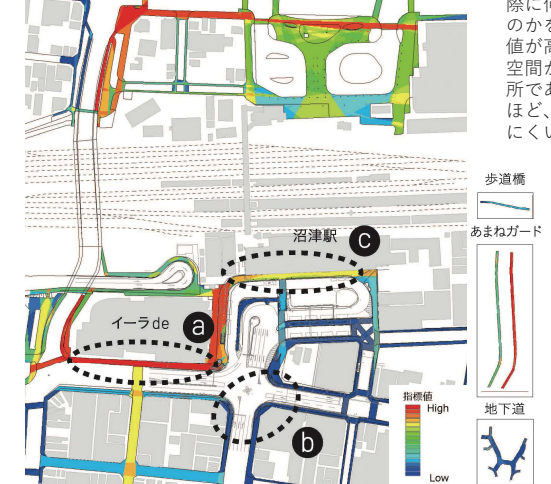 際に何
のかを
値が高
空間が
所であ
ほど、
にくい
歩道橋
あまねガード
沼津駅
c
イーラde
a
指標値
High
Low
地下道
b